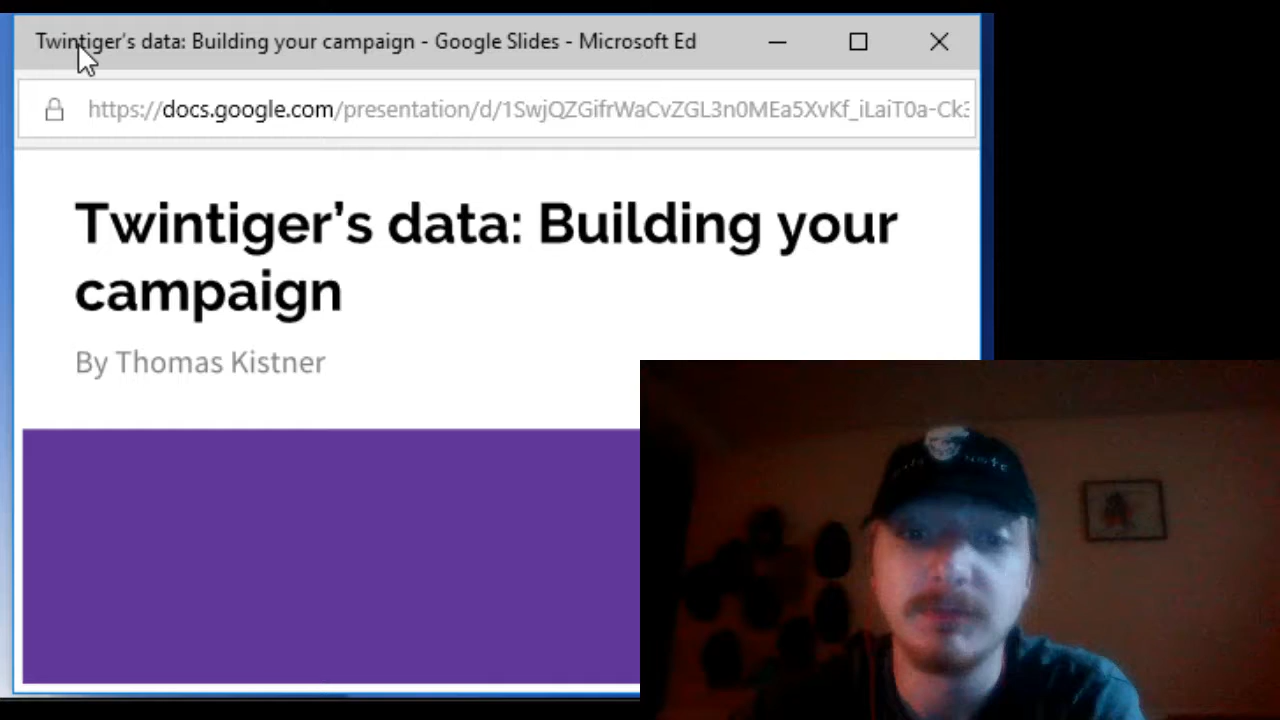 Twintiger's data: Building your campaign - Google Slides - Microsoft Ed
https://docs.google.com/presentation/d/1SwjQZGifrWaCvZGL3n0MEa5XvKf_iLaiT0a-Ck3
Twintiger’s data: Building your
campaign
By Thomas Kistner